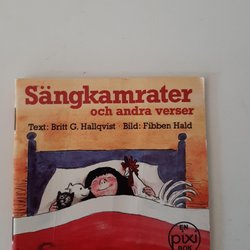 Sängkamrater
och andra verser
Text: Britt G. Hallqvist Bild: Fibben Hald
EN
pixi
BOK